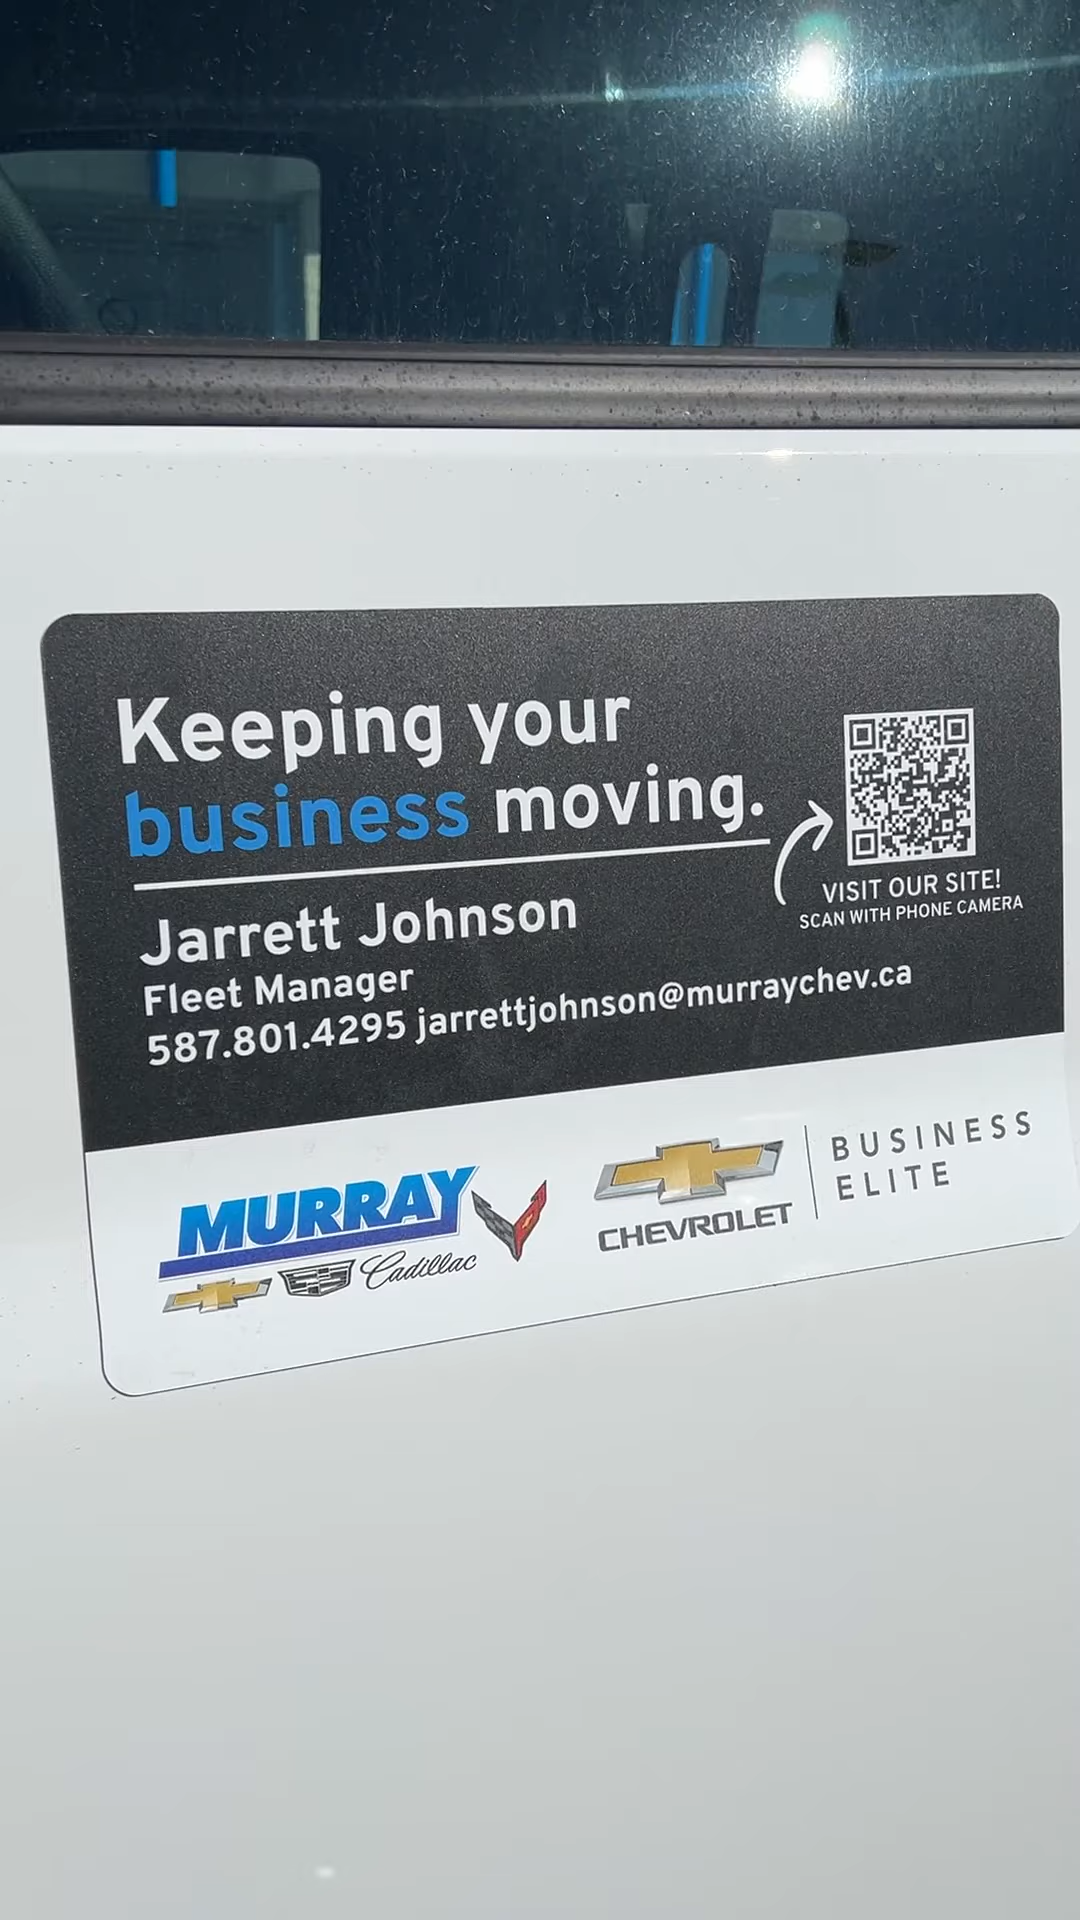 Keeping your
business moving.
VISIT OUR SITE!
SCAN WITH PHONE CAMERA
Jarrett Johnson
Fleet Manager
587.801.4295 jarrettjohnson@murraychev.ca
MURRAY
Cadillac
CHEVROLET
BUSINESS
ELITE